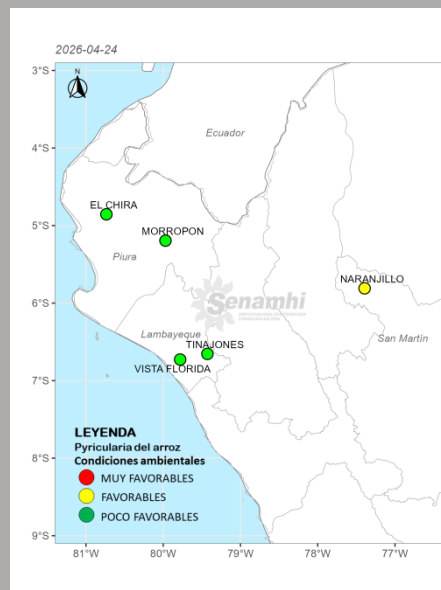 2026-04-24
N
3°S
4°S
5°S
6°S
7°S
8°S
9°S
Ecuador
EL CHIRA
MORROPON
Piura
NARANJILLO
Senamhi
Lambayeque
San Martín
TINAJONES
VISTA FLORIDA
LEYENDA
Pyricularia del arroz
Condiciones ambientales
MUY FAVORABLES
FAVORABLES
POCO FAVORABLES
81°W
80°W
79°W
78°W
77°W